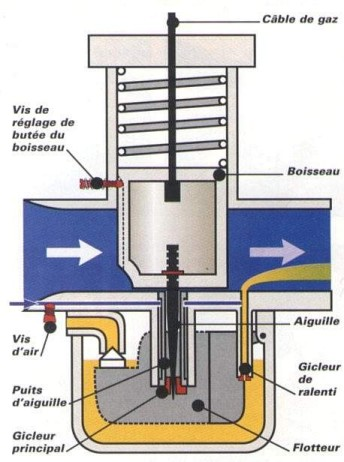 Câble de gaz
Vis de
réglage de
butée du
boisseau
Boisseau
Aiguille
Vis
d'air
Gicleur
de
ralenti
Puits
d'aiguille
Gicleur
principal
Flotteur